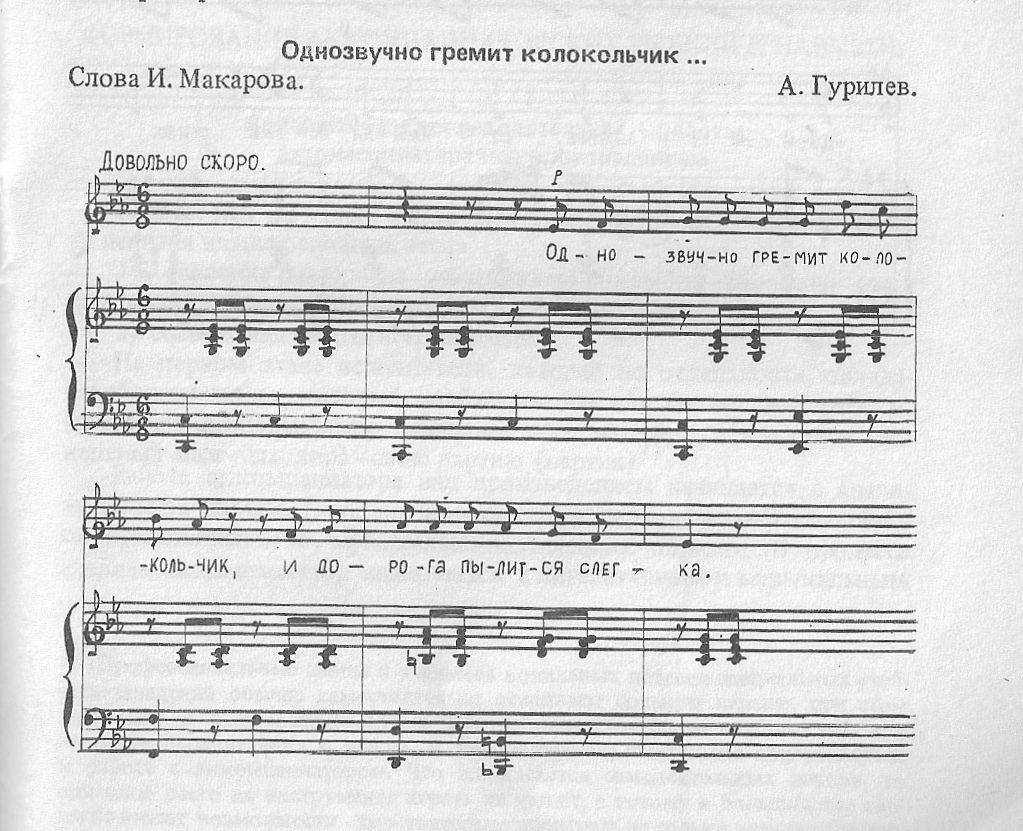 Однозвучно гремит колокольчик ...
Слова И. Макарова.
А. Гурилев.
Довольно скоро.
P
Од - но - звуч-но гре-мит ко-ло-
-коль-чик, и до - ро-га пы-лит-ся слег - ка.